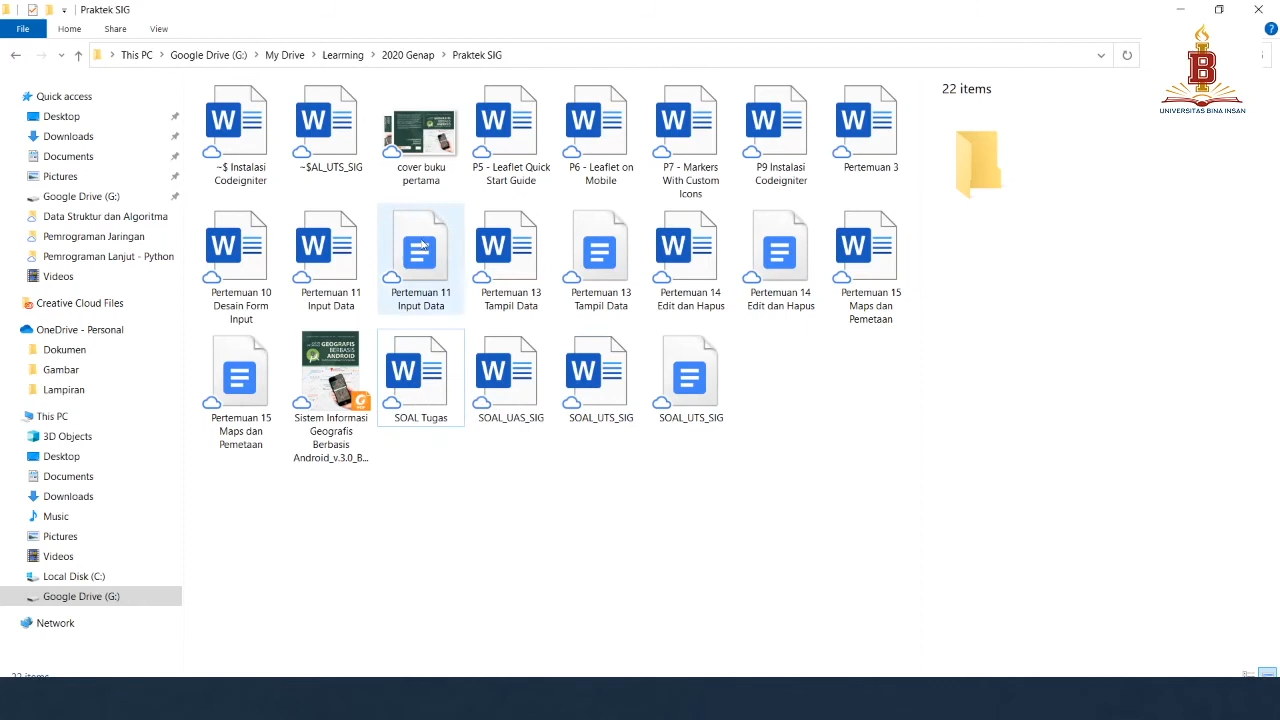 Praktek SIG
File
Home
Share
View
This PC
Google Drive (G:)
My Drive
Learning
2020 Genap
Praktek SIG
Quick access
Desktop
Downloads
Documents
Pictures
Google Drive (G:)
Data Struktur dan Algoritma
Pemrograman Jaringan
Pemrograman Lanjut - Python
Videos
Creative Cloud Files
OneDrive - Personal
Dokumen
Gambar
Lampiran
This PC
3D Objects
Desktop
Documents
Downloads
Music
Pictures
Videos
Local Disk (C:)
Google Drive (G:)
Network
22 items
~$ Instalasi
Codeigniter
~$AL_UTS_SIG
cover buku
pertama
P5 - Leaflet Quick
Start Guide
P6 - Leaflet on
Mobile
P7 - Markers
With Custom
Icons
P9 Instalasi
Codeigniter
Pertemuan 3
Pertemuan 10
Desain Form
Input
Pertemuan 11
Input Data
Pertemuan 11
Input Data
Pertemuan 13
Tampil Data
Pertemuan 13
Tampil Data
Pertemuan 14
Edit dan Hapus
Pertemuan 14
Edit dan Hapus
Pertemuan 15
Maps dan
Pemetaan
Pertemuan 15
Maps dan
Pemetaan
GEOGRAFIS
BERBASIS
ANDROID
Sistem Informasi
Geografis
Berbasis
Android_v.3.0_B...
SOAL Tugas
SOAL_UAS_SIG
SOAL_UTS_SIG
SOAL_UTS_SIG
22 items
UNIVERSITAS BINA INSAN